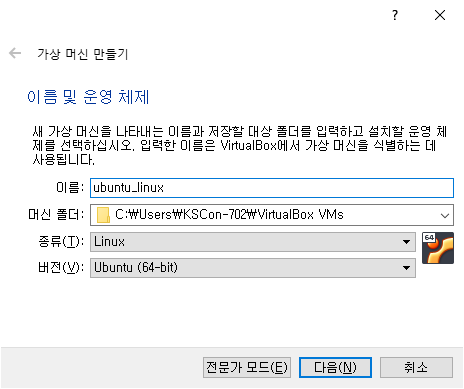 ?
가상 머신 만들기
이름 및 운영 체제
새 가상 머신을 나타내는 이름과 저장할 대상 폴더를 입력하고 설치할 운영 체
제를 선택하십시오. 입력한 이름은 VirtualBox에서 가상 머신을 식별하는 데
사용됩니다.
이름: ubuntu_linux
머신 폴더: C:₩Users₩KSCon-702₩VirtualBox VMs
종류(T): Linux
64
버전(V): Ubuntu (64-bit)
전문가 모드(E) 다음(N) 취소